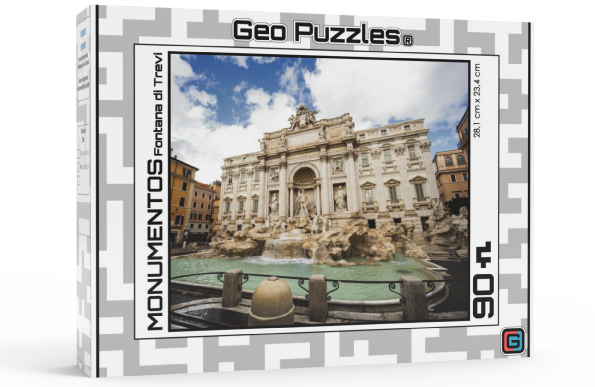 Geo Puzzles®
MONUMENTOS
Fontana di Trevi
28,1 cm x 23,4 cm
90
G